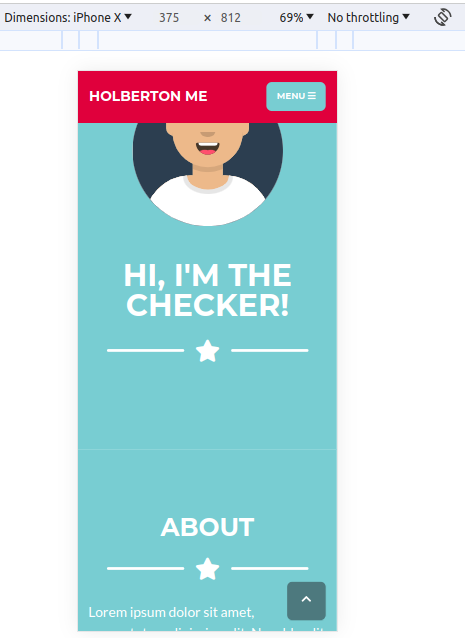 Dimensions: iPhone X 375 × 812 69% No throttling
HOLBERTON ME MENU
HI, I'M THE
CHECKER!
ABOUT
Lorem ipsum dolor sit amet,